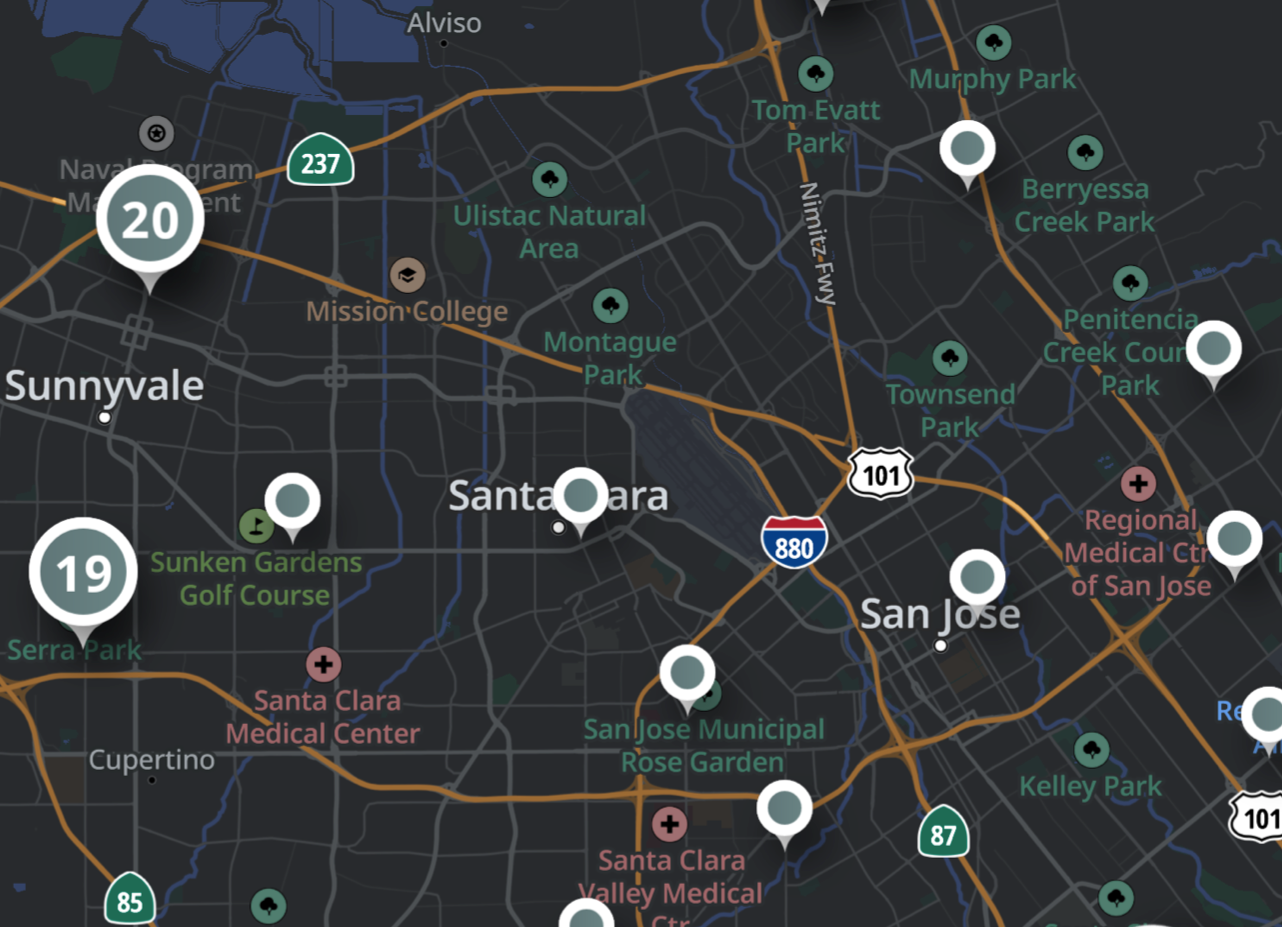 Alviso
Murphy Park
Tom Evatt
Park
237
Naval Program
Berryessa
Creek Park
Ulistac Natural
Area
20
Nimitz Fwy
Mission College
Montague
Park
Penitencia
Creek
Park
Sunnyvale
Townsend
Park
101
Santa
Regional
Medical Ctr
of San Jose
880
Sunken Gardens
Golf Course
19
San Jose
Serra Park
Santa Clara
Medical Center
San Jose Municipal
Rose Garden
Cupertino
Kelley Park
101
87
Santa Clara
Valley Medical
Ctr
85